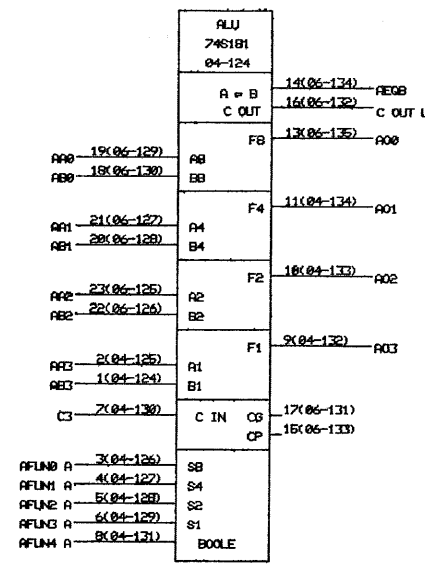 ALU
74S181
04-124
A = B 14(06-134) AEQB
C OUT 16(06-132) C OUT L
F8 13(06-135) AO0
AA0 19(06-129) A8
AB0 18(06-130) B8
F4 11(04-134) AO1
AA1 21(06-127) A4
AB1 20(06-128) B4
F2 10(04-133) AO2
AA2 23(06-125) A2
AB2 22(06-126) B2
F1 9(04-132) AO3
AA3 2(04-125) A1
AB3 1(04-124) B1
C3 7(04-130) C IN CG 17(06-131)
CP 15(06-133)
AFUN0 A 3(04-126) S8
AFUN1 A 4(04-127) S4
AFUN2 A 5(04-128) S2
AFUN3 A 6(04-129) S1
AFUN4 A 8(04-131) BOOLE